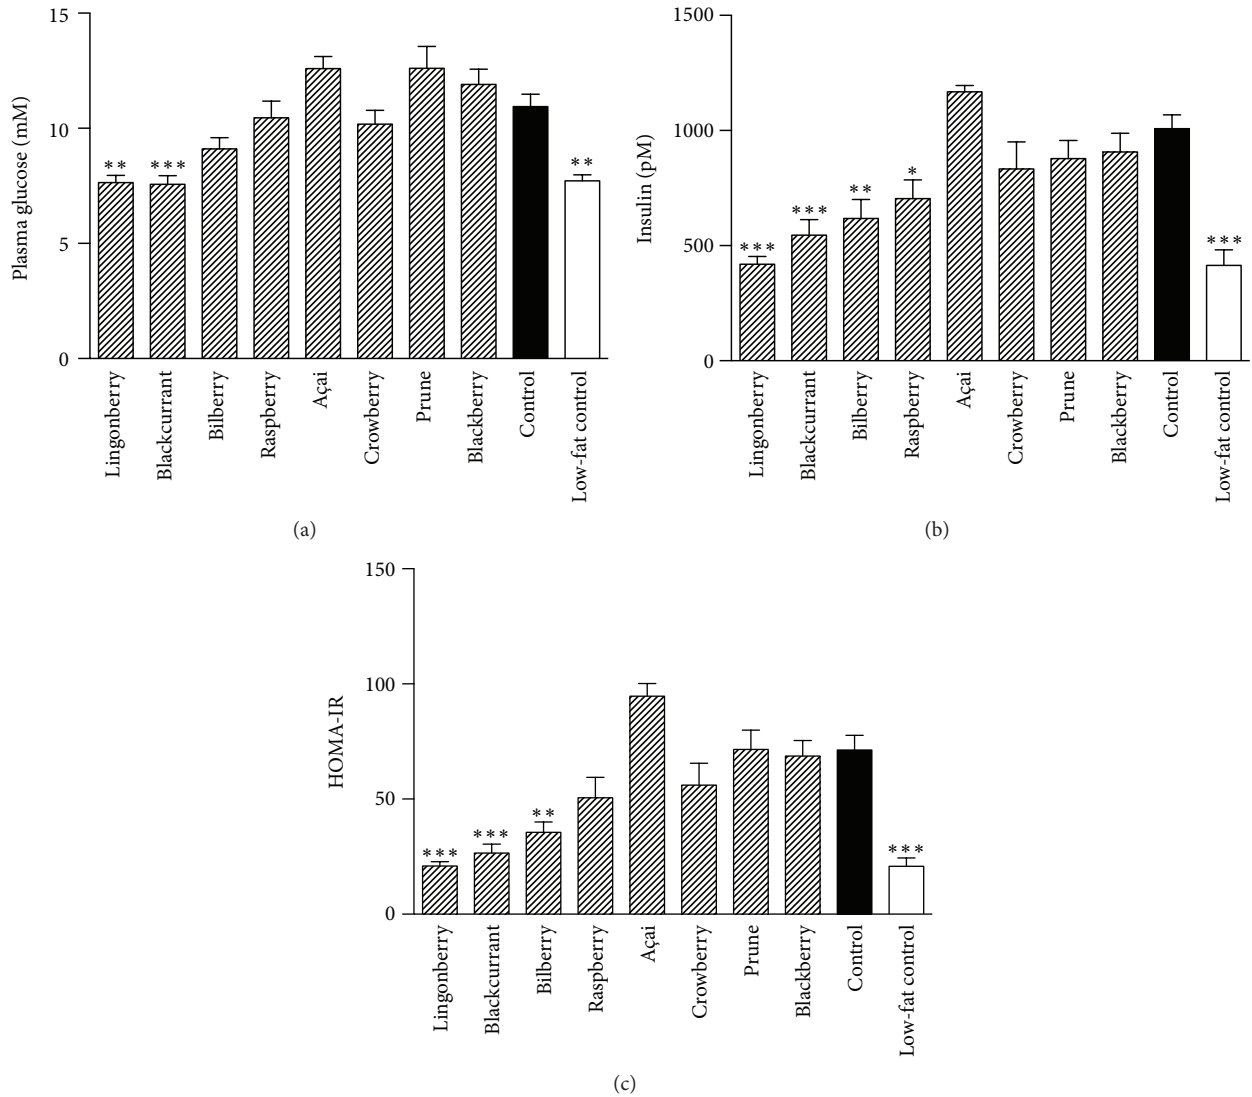 Plasma glucose (mM)
15
10
5
0
**
***
**
Lingonberry
Blackcurrant
Bilberry
Raspberry
Açai
Crowberry
Prune
Blackberry
Control
Low-fat control
(a)
Insulin (pM)
1500
1000
500
0
***
***
**
*
***
Lingonberry
Blackcurrant
Bilberry
Raspberry
Açai
Crowberry
Prune
Blackberry
Control
Low-fat control
(b)
HOMA-IR
150
100
50
0
***
***
**
***
Lingonberry
Blackcurrant
Bilberry
Raspberry
Açai
Crowberry
Prune
Blackberry
Control
Low-fat control
(c)